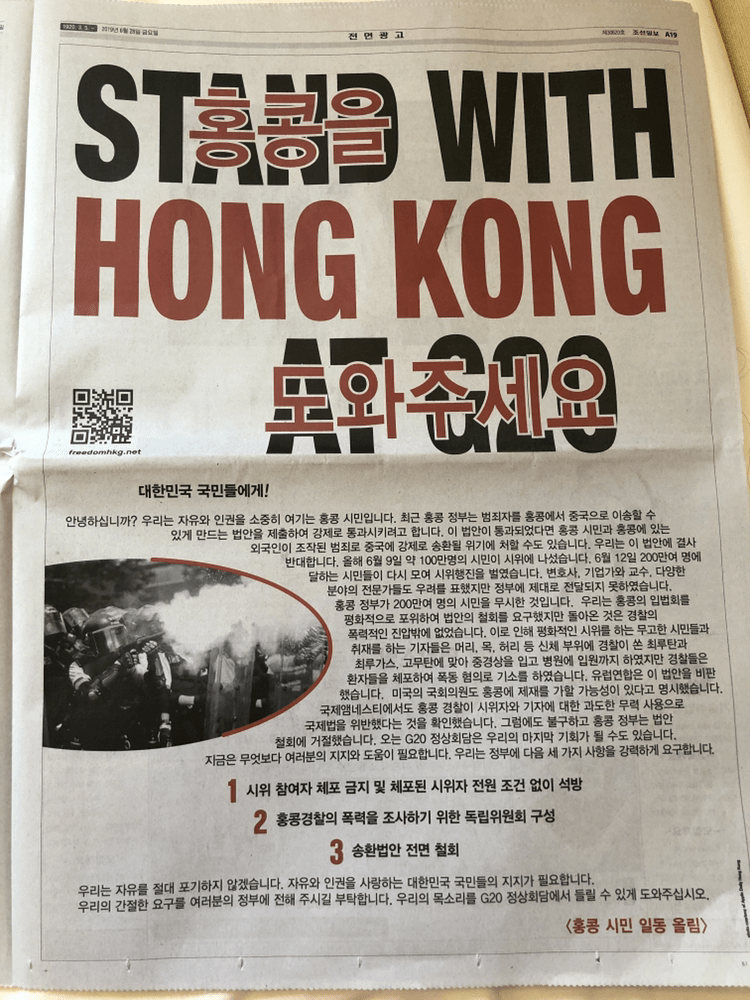 1920. 3. 5. 2019년 6월 28일 금요일
전면광고
조선일보 A19
STAND WITH
홍콩을
HONG KONG
AT G20
도와주세요
freedomhkg.net
대한민국 국민들에게!
안녕하십니까? 우리는 자유와 인권을 소중히 여기는 홍콩 시민입니다. 최근 홍콩 정부는 범죄자를 홍콩에서 중국으로 이송할 수
있게 만드는 법안을 제출하여 강제로 통과시키려고 합니다. 이 법안이 통과되었다면 홍콩 시민과 홍콩에 있는
외국인이 조작된 범죄로 중국에 강제로 송환될 위기에 처할 수도 있습니다. 우리는 이 법안에 결사
반대합니다. 올해 6월 9일 약 100만명의 시민이 시위에 나섰습니다. 6월 12일 200만여 명에
달하는 시민들이 다시 모여 시위행진을 벌였습니다. 변호사, 기업가와 교수, 다양한
분야의 전문가들도 우려를 표했지만 정부에 제대로 전달되지 못하였습니다.
홍콩 정부가 200만여 명의 시민을 무시한 것입니다. 우리는 홍콩의 입법회를
평화적으로 포위하여 법안의 철회를 요구했지만 돌아온 것은 경찰의
폭력적인 진압밖에 없었습니다. 이로 인해 평화적인 시위를 하는 무고한 시민들과
취재를 하는 기자들은 머리, 목, 허리 등 신체 부위에 경찰이 쏜 최루탄과
최루가스, 고무탄에 맞아 중경상을 입고 병원에 입원까지 하였지만 경찰들은
환자들을 체포하여 폭동 혐의로 기소를 하였습니다. 유럽연합은 이 법안을 비판
했습니다. 미국의 국회의원도 홍콩에 제재를 가할 가능성이 있다고 명시했습니다.
국제앰네스티에서도 홍콩 경찰이 시위자와 기자에 대한 과도한 무력 사용으로
국제법을 위반했다는 것을 확인했습니다. 그럼에도 불구하고 홍콩 정부는 법안
철회에 거절했습니다. 오는 G20 정상회담은 우리의 마지막 기회가 될 수도 있습니다.
지금은 무엇보다 여러분의 지지와 도움이 필요합니다. 우리는 정부에 다음 세 가지 사항을 강력하게 요구합니다.
1 시위 참여자 체포 금지 및 체포된 시위자 전원 조건 없이 석방
2 홍콩경찰의 폭력을 조사하기 위한 독립위원회 구성
3 송환법안 전면 철회
우리는 자유를 절대 포기하지 않겠습니다. 자유와 인권을 사랑하는 대한민국 국민들의 지지가 필요합니다.
우리의 간절한 요구를 여러분의 정부에 전해 주시길 부탁합니다. 우리의 목소리를 G20 정상회담에서 들릴 수 있게 도와주십시오.
〈홍콩 시민 일동 올림〉